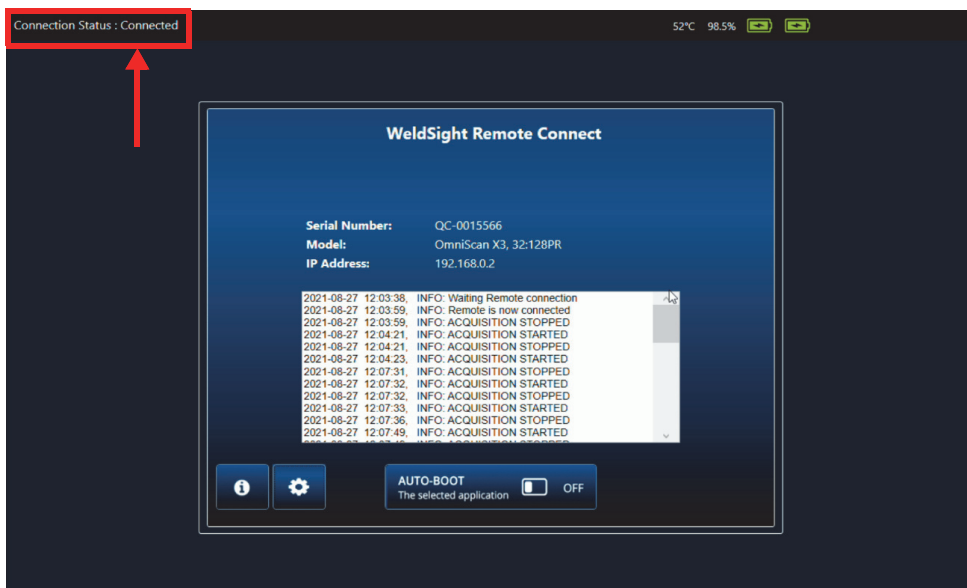 Connection Status : Connected
52°C 98.5%
WeldSight Remote Connect
Serial Number: QC-0015566
Model: OmniScan X3, 32:128PR
IP Address: 192.168.0.2
2021-08-27 12:03:38, INFO: Waiting Remote connection
2021-08-27 12:03:59, INFO: Remote is now connected
2021-08-27 12:03:59, INFO: ACQUISITION STOPPED
2021-08-27 12:04:21, INFO: ACQUISITION STARTED
2021-08-27 12:04:21, INFO: ACQUISITION STOPPED
2021-08-27 12:04:23, INFO: ACQUISITION STARTED
2021-08-27 12:07:31, INFO: ACQUISITION STOPPED
2021-08-27 12:07:32, INFO: ACQUISITION STARTED
2021-08-27 12:07:32, INFO: ACQUISITION STOPPED
2021-08-27 12:07:33, INFO: ACQUISITION STARTED
2021-08-27 12:07:36, INFO: ACQUISITION STOPPED
2021-08-27 12:07:49, INFO: ACQUISITION STARTED
AUTO-BOOT
The selected application OFF